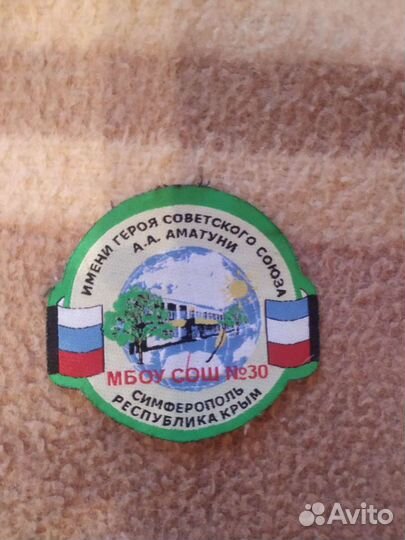 ИМЕНИ ГЕРОЯ СОВЕТСКОГО СОЮЗА
А.А. АМАТУНИ
МБОУ СОШ №30
СИМФЕРОПОЛЬ
РЕСПУБЛИКА КРЫМ
Avito